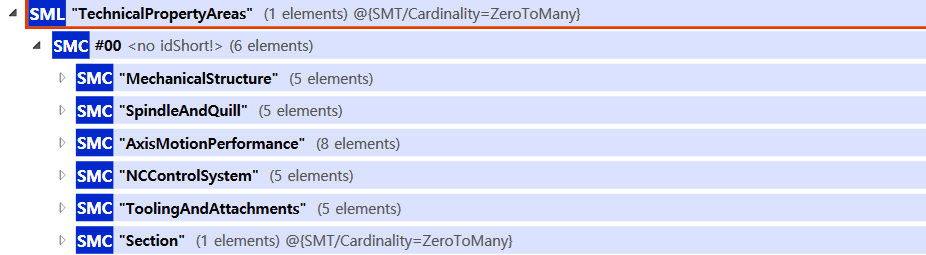 SML "TechnicalPropertyAreas" (1 elements) @{SMT/Cardinality=ZeroToMany}
SMC #00 <no idShort!> (6 elements)
SMC "MechanicalStructure" (5 elements)
SMC "SpindleAndQuill" (5 elements)
SMC "AxisMotionPerformance" (8 elements)
SMC "NCControlSystem" (5 elements)
SMC "ToolingAndAttachments" (5 elements)
SMC "Section" (1 elements) @{SMT/Cardinality=ZeroToMany}